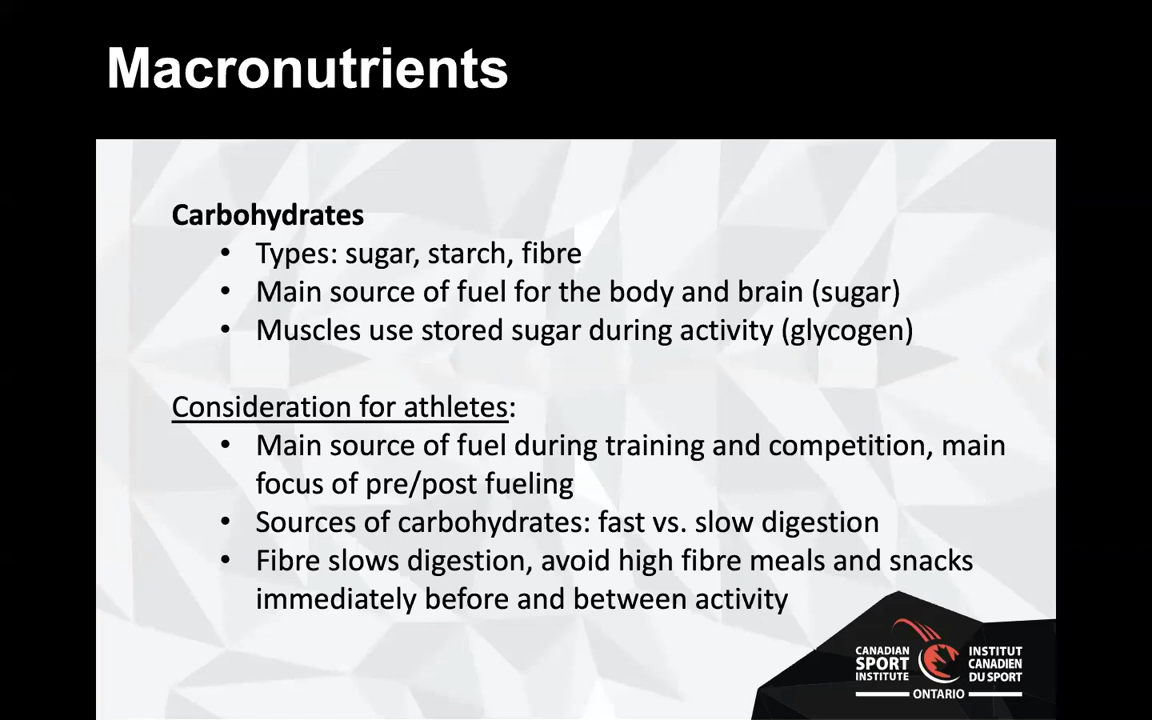 Macronutrients
Carbohydrates
• Types: sugar, starch, fibre
• Main source of fuel for the body and brain (sugar)
• Muscles use stored sugar during activity (glycogen)
Consideration for athletes:
• Main source of fuel during training and competition, main
focus of pre/post fueling
• Sources of carbohydrates: fast vs. slow digestion
• Fibre slows digestion, avoid high fibre meals and snacks
immediately before and between activity
CANADIAN
SPORT
INSTITUTE
INSTITUT
CANADIEN
DU SPORT
ONTARIO